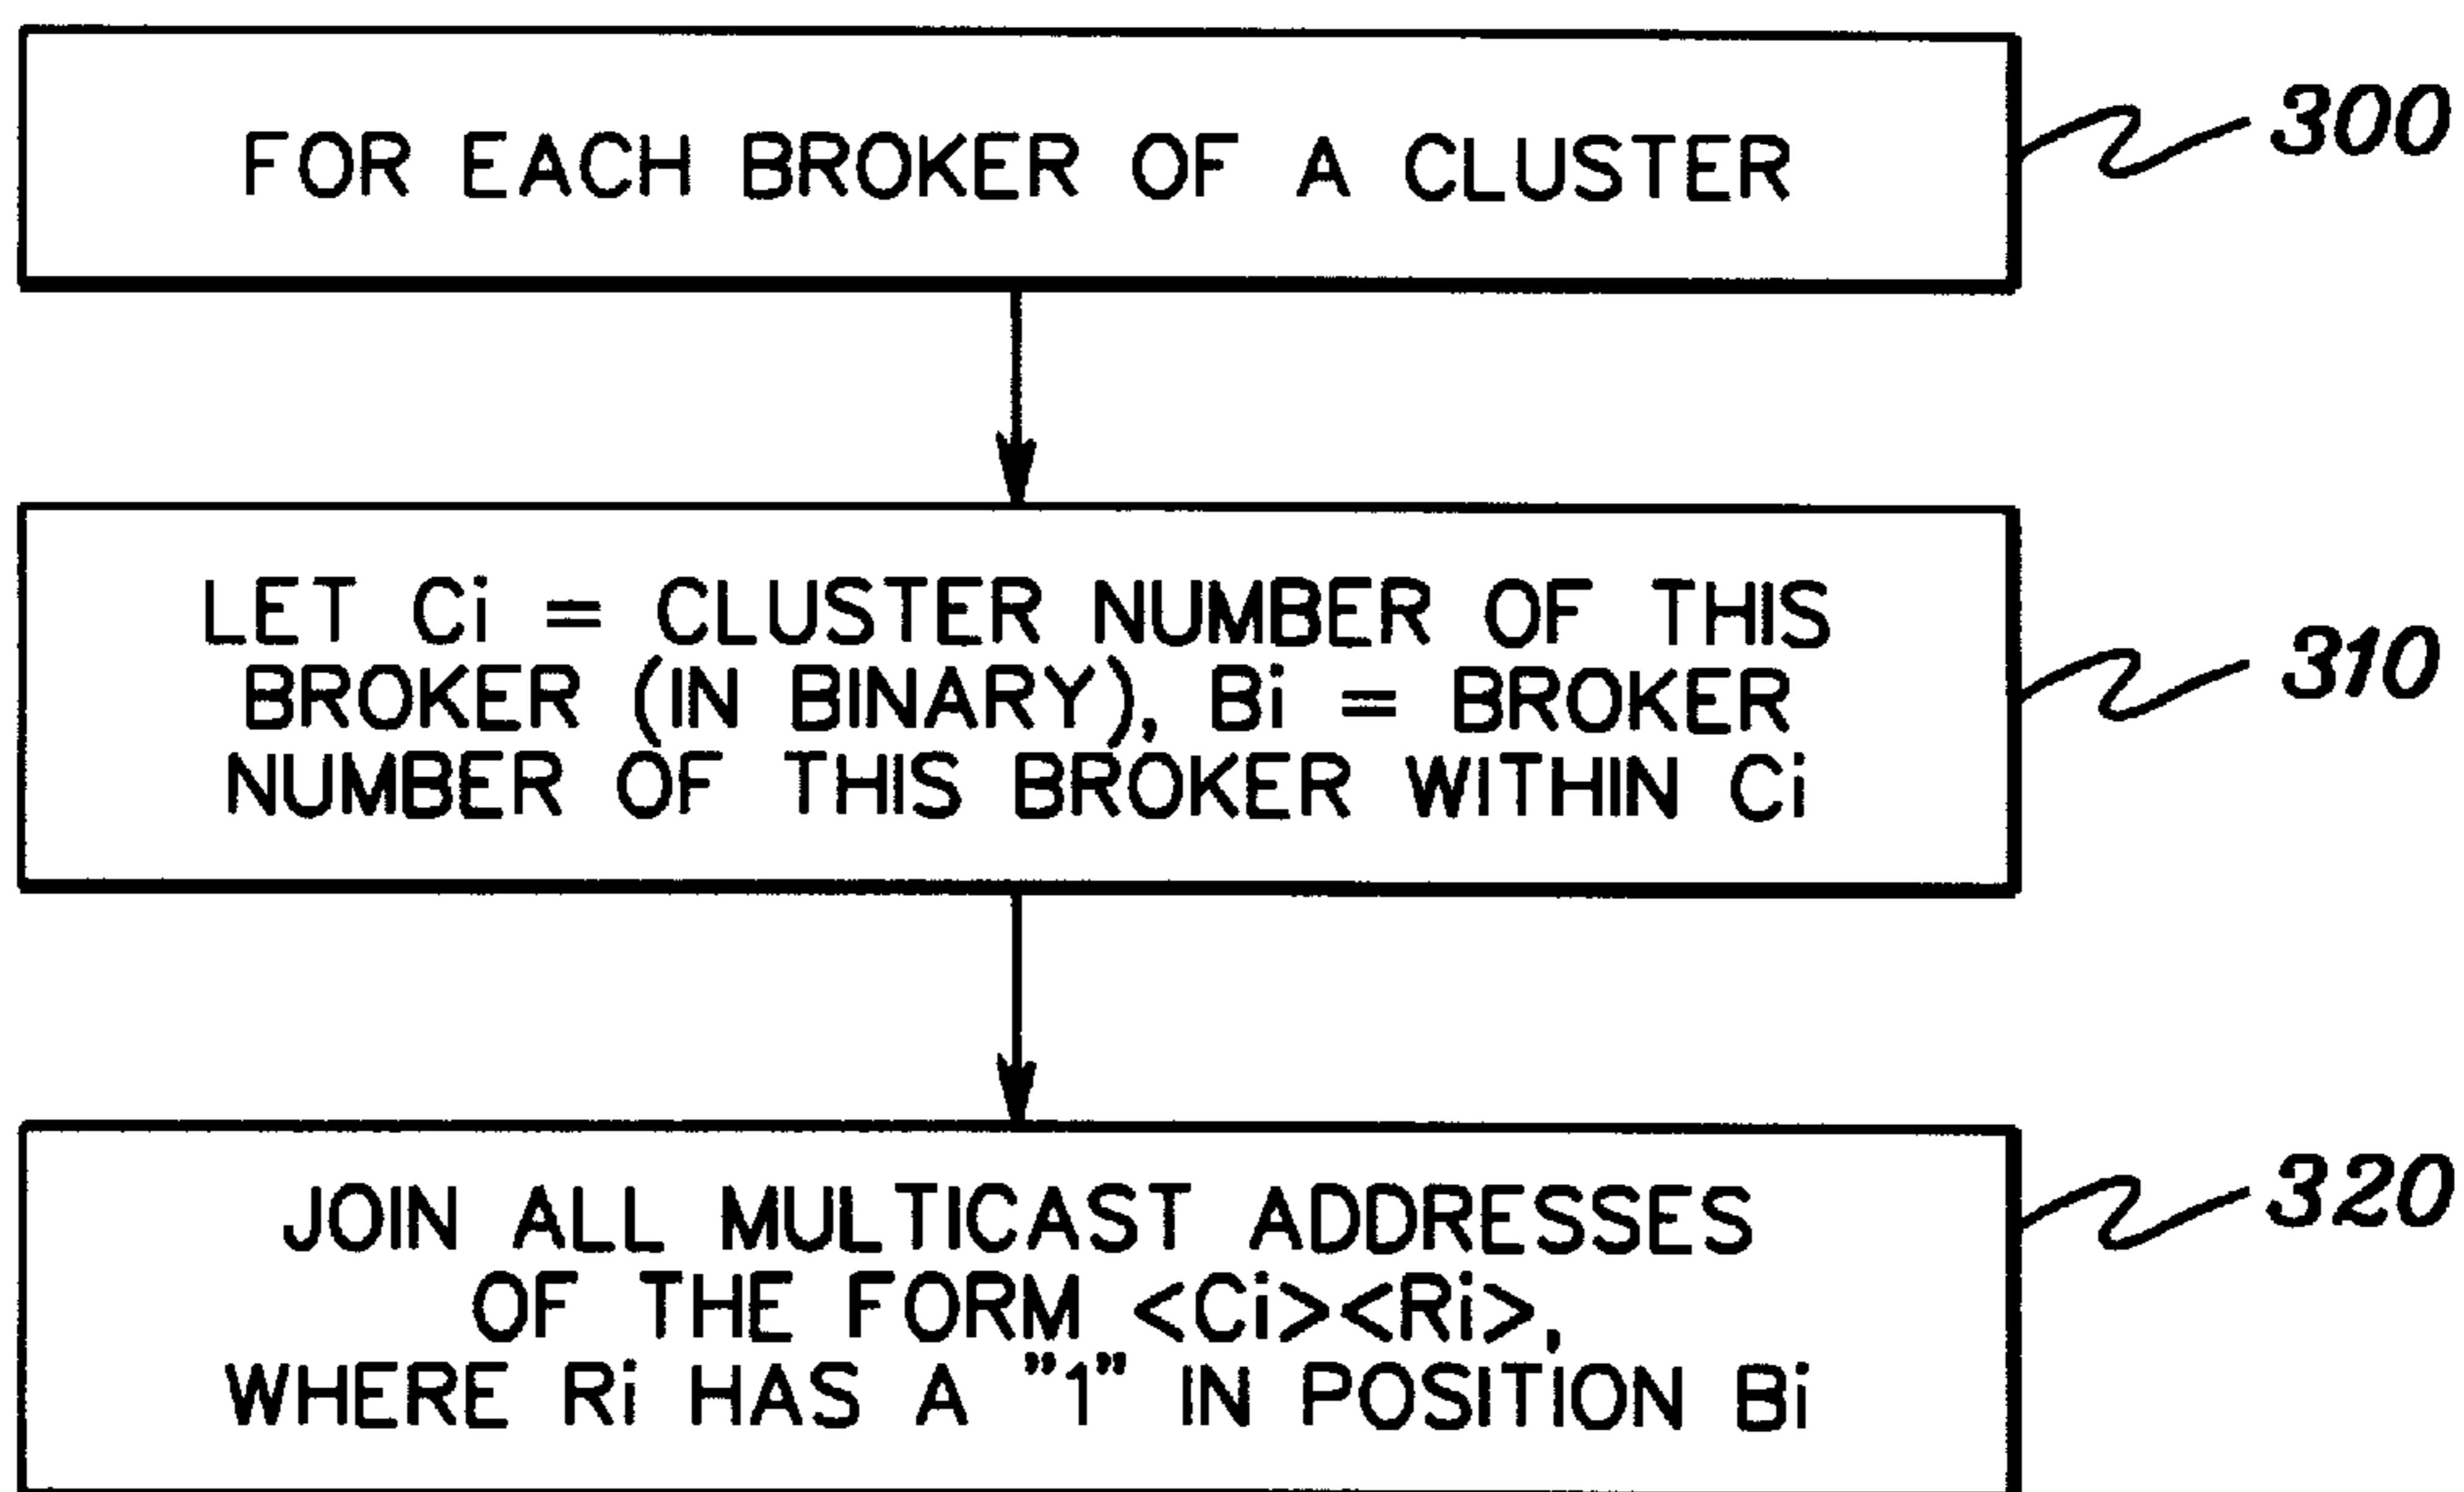 FOR EACH BROKER OF A CLUSTER
300
LET Ci = CLUSTER NUMBER OF THIS
BROKER (IN BINARY), Bi = BROKER
NUMBER OF THIS BROKER WITHIN Ci
310
JOIN ALL MULTICAST ADDRESSES
OF THE FORM <Ci><Ri>,
WHERE Ri HAS A "1" IN POSITION Bi
320